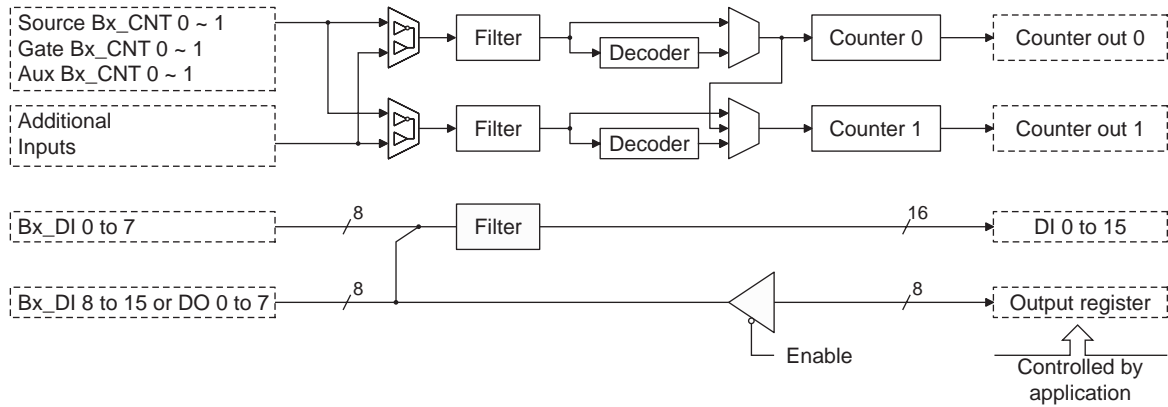 Source Bx_CNT 0 ~ 1
Gate Bx_CNT 0 ~ 1
Aux Bx_CNT 0 ~ 1
Filter
Decoder
Counter 0
Counter out 0
Additional
Inputs
Filter
Decoder
Counter 1
Counter out 1
Bx_DI 0 to 7
8
Filter
16
DI 0 to 15
Bx_DI 8 to 15 or DO 0 to 7
8
8
Output register
Enable
Controlled by
application